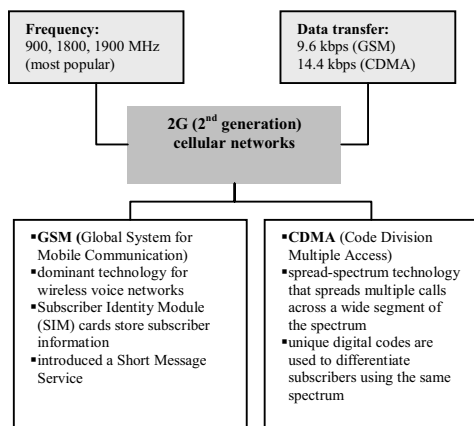 Frequency:
900, 1800, 1900 MHz
(most popular)
Data transfer:
9.6 kbps (GSM)
14.4 kbps (CDMA)
2G (2nd generation)
cellular networks
▪GSM (Global System for
Mobile Communication)
▪dominant technology for
wireless voice networks
▪Subscriber Identity Module
(SIM) cards store subscriber
information
▪introduced a Short Message
Service
▪CDMA (Code Division
Multiple Access)
▪spread-spectrum technology
that spreads multiple calls
across a wide segment of
the spectrum
▪unique digital codes are
used to differentiate
subscribers using the same
spectrum